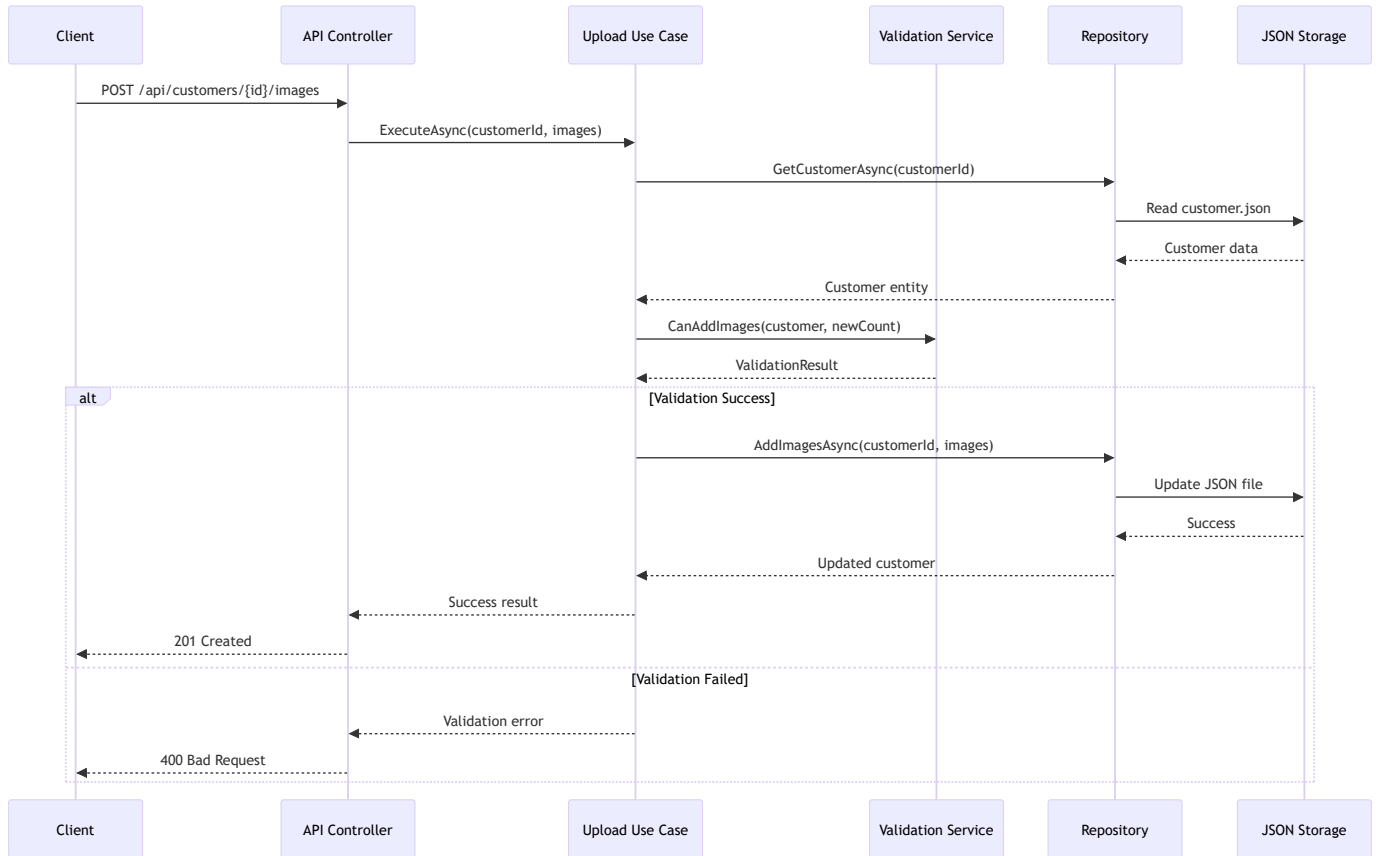 Client
API Controller
Upload Use Case
Validation Service
Repository
JSON Storage
POST /api/customers/{id}/images
ExecuteAsync(customerId, images)
GetCustomerAsync(customerId)
Read customer.json
Customer data
Customer entity
CanAddImages(customer, newCount)
ValidationResult
alt
[Validation Success]
AddImagesAsync(customerId, images)
Update JSON file
Success
Updated customer
Success result
201 Created
[Validation Failed]
Validation error
400 Bad Request
Client
API Controller
Upload Use Case
Validation Service
Repository
JSON Storage